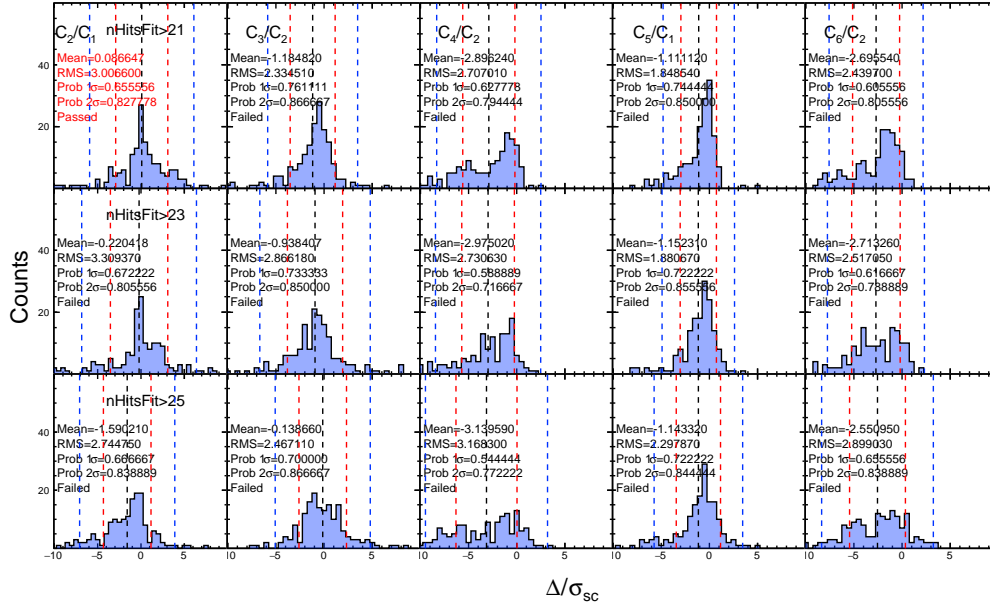 C₂/C₁ nHitsFit>21
Mean=0.086647
RMS=3.006600
Prob 1σ=0.655556
Prob 2σ=0.827778
Passed
C₃/C₂
Mean=-1.184820
RMS=2.334510
Prob 1σ=0.761111
Prob 2σ=0.866667
Failed
C₄/C₂
Mean=-2.896240
RMS=2.707010
Prob 1σ=0.627778
Prob 2σ=0.794444
Failed
C₅/C₁
Mean=-1.111120
RMS=1.848540
Prob 1σ=0.744444
Prob 2σ=0.850000
Failed
C₆/C₂
Mean=-2.695540
RMS=2.439700
Prob 1σ=0.605556
Prob 2σ=0.805556
Failed
40
20
nHitsFit>23
Mean=-0.220418
RMS=3.309370
Prob 1σ=0.672222
Prob 2σ=0.805556
Failed
Mean=-0.938407
RMS=2.866180
Prob 1σ=0.733333
Prob 2σ=0.850000
Failed
Mean=-2.975020
RMS=2.730630
Prob 1σ=0.588889
Prob 2σ=0.716667
Failed
Mean=-1.152310
RMS=1.880670
Prob 1σ=0.722222
Prob 2σ=0.855556
Failed
Mean=-2.713260
RMS=2.517050
Prob 1σ=0.616667
Prob 2σ=0.738889
Failed
Counts
40
20
nHitsFit>25
Mean=-1.590210
RMS=2.744750
Prob 1σ=0.666667
Prob 2σ=0.838889
Failed
Mean=-0.138660
RMS=2.467110
Prob 1σ=0.700000
Prob 2σ=0.866667
Failed
Mean=-3.139590
RMS=3.168300
Prob 1σ=0.544444
Prob 2σ=0.772222
Failed
Mean=-1.143320
RMS=2.297870
Prob 1σ=0.722222
Prob 2σ=0.844444
Failed
Mean=-2.550950
RMS=2.899030
Prob 1σ=0.655556
Prob 2σ=0.838889
Failed
40
20
−10 −5 0 5 −5 0 5 −10 −5 0 5 −5 0 5 −5 0 5
Δ/σsc